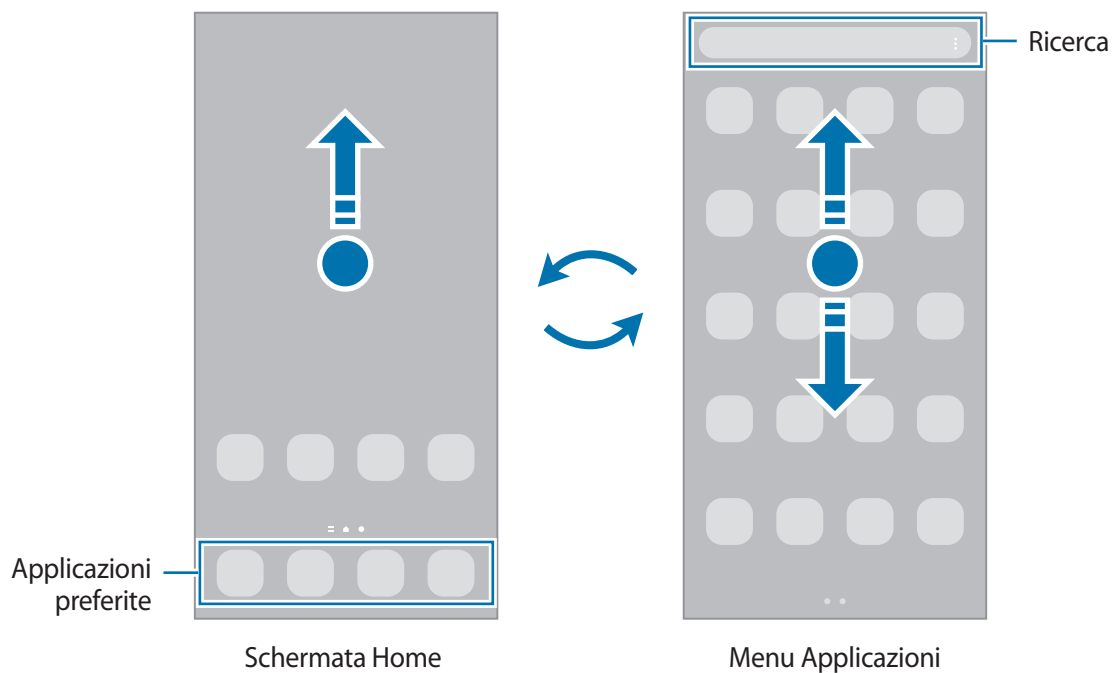 Ricerca
Applicazioni
preferite
Schermata Home
Menu Applicazioni